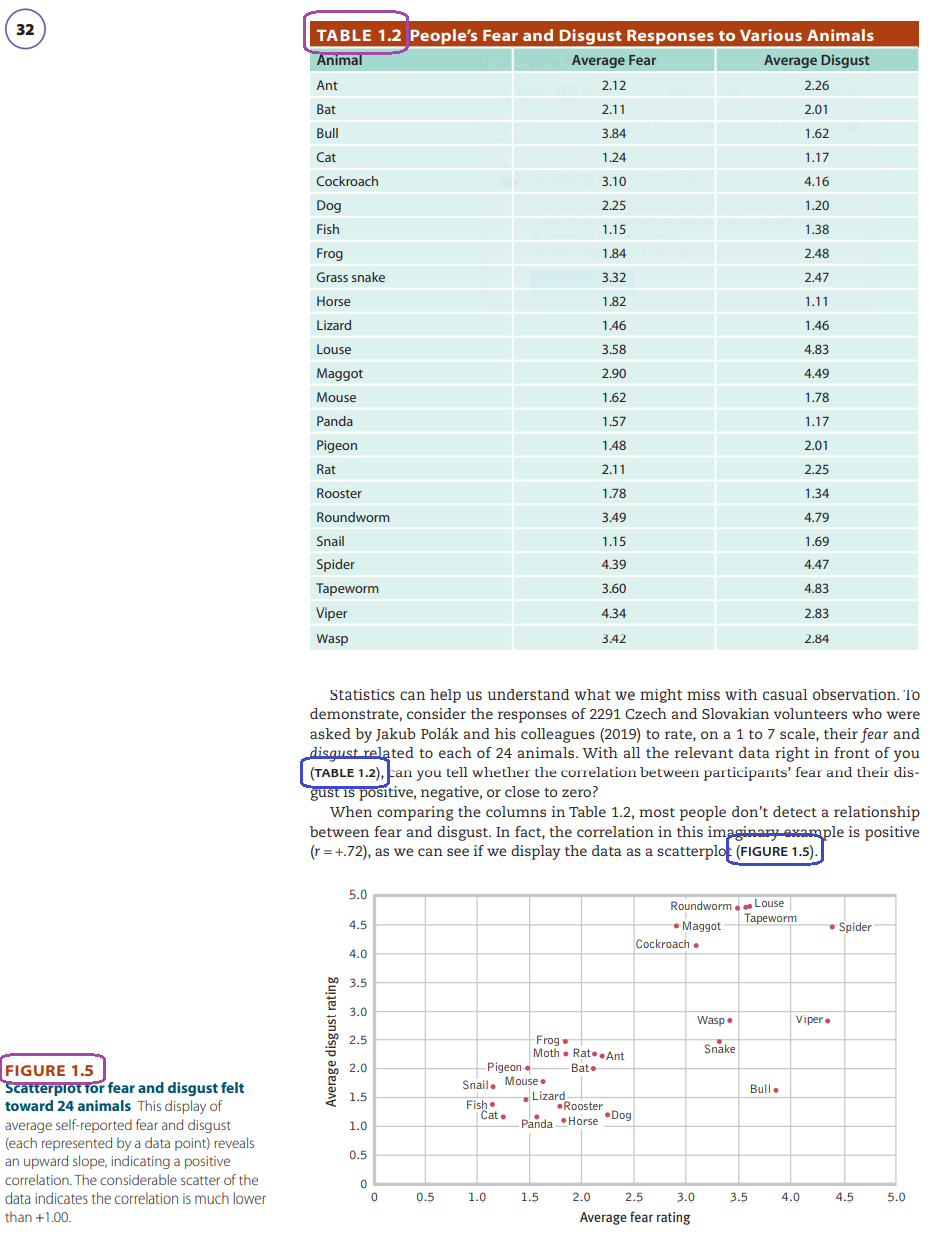 32
TABLE 1.2 People's Fear and Disgust Responses to Various Animals
Animal Average Fear Average Disgust
Ant 2.12 2.26
Bat 2.11 2.01
Bull 3.84 1.62
Cat 1.24 1.17
Cockroach 3.10 4.16
Dog 2.25 1.20
Fish 1.15 1.38
Frog 1.84 2.48
Grass snake 3.32 2.47
Horse 1.82 1.11
Lizard 1.46 1.46
Louse 3.58 4.83
Maggot 2.90 4.49
Mouse 1.62 1.78
Panda 1.57 1.17
Pigeon 1.48 2.01
Rat 2.11 2.25
Rooster 1.78 1.34
Roundworm 3.49 4.79
Snail 1.15 1.69
Spider 4.39 4.47
Tapeworm 3.60 4.83
Viper 4.34 2.83
Wasp 3.42 2.84
Statistics can help us understand what we might miss with casual observation. To
demonstrate, consider the responses of 2291 Czech and Slovakian volunteers who were
asked by Jakub Polák and his colleagues (2019) to rate, on a 1 to 7 scale, their fear and
disgust related to each of 24 animals. With all the relevant data right in front of you
(TABLE 1.2), can you tell whether the correlation between participants' fear and their dis-
gust is positive, negative, or close to zero?
When comparing the columns in Table 1.2, most people don't detect a relationship
between fear and disgust. In fact, the correlation in this imaginary example is positive
(r = +.72), as we can see if we display the data as a scatterplot (FIGURE 1.5).
5.0
4.5
4.0
3.5
3.0
2.5
2.0
1.5
1.0
0.5
0
Average disgust rating
Roundworm Louse
Tapeworm
Maggot Spider
Cockroach
Wasp Viper
Frog Snake
Moth Rat Ant
Pigeon Bat
Snail Mouse Bull
Lizard
Fish Rooster
Cat Dog
Panda Horse
0 0.5 1.0 1.5 2.0 2.5 3.0 3.5 4.0 4.5 5.0
Average fear rating
FIGURE 1.5
Scatterplot for fear and disgust felt
toward 24 animals This display of
average self-reported fear and disgust
(each represented by a data point) reveals
an upward slope, indicating a positive
correlation. The considerable scatter of the
data indicates the correlation is much lower
than +1.00.